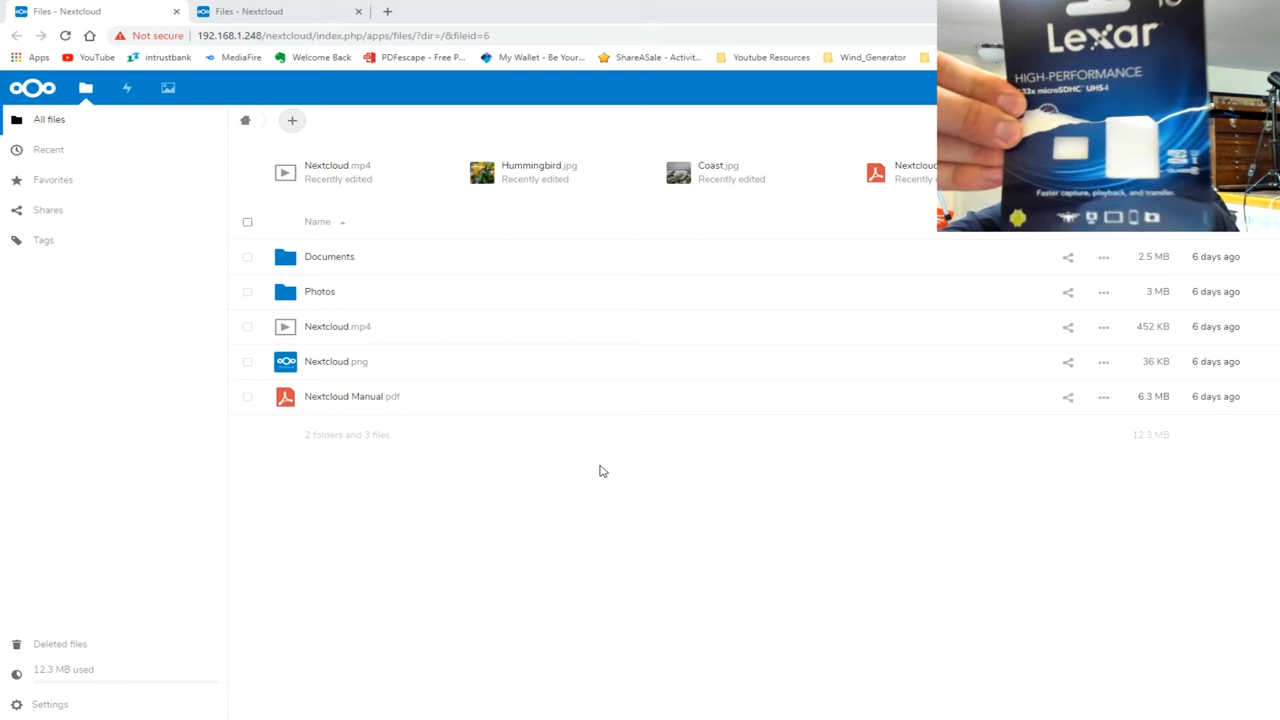 Files - Nextcloud
Files - Nextcloud
Not secure
192.168.1.248/nextcloud/index.php/apps/files/?dir=/&fileid=6
Apps
YouTube
intrustbank
MediaFire
Welcome Back
PDFescape - Free P...
My Wallet - Be Your...
ShareASale - Activit...
Youtube Resources
Wind_Generator
Lexar
HIGH-PERFORMANCE
microSDHC UHS-I
Faster capture, playback, and transfer.
All files
Recent
Favorites
Shares
Tags
Nextcloud.mp4
Recently edited
Hummingbird.jpg
Recently edited
Coast.jpg
Recently edited
Nextcloud
Recently
Name
Documents 2.5 MB 6 days ago
Photos 3 MB 6 days ago
Nextcloud.mp4 452 KB 6 days ago
Nextcloud.png 36 KB 6 days ago
Nextcloud Manual.pdf 6.3 MB 6 days ago
2 folders and 3 files 12.3 MB
Deleted files
12.3 MB used
Settings